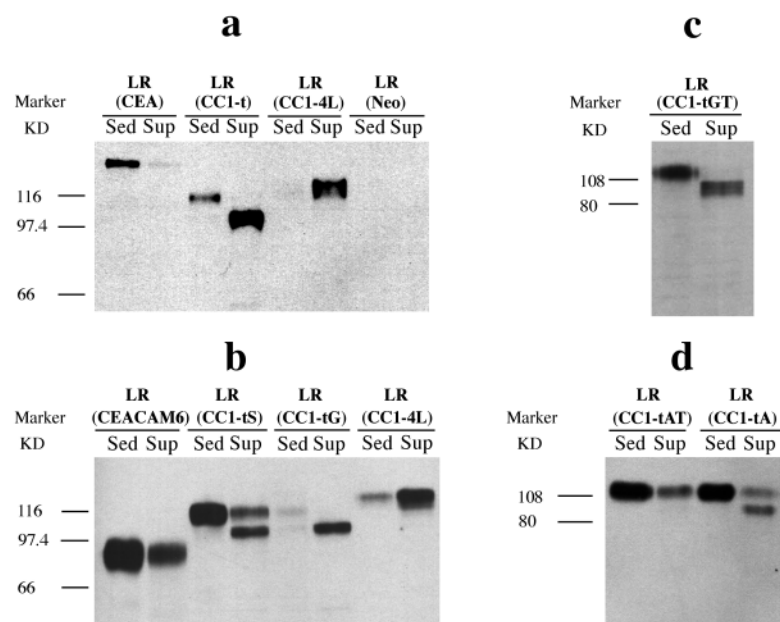 a
LR LR LR LR
Marker (CEA) (CC1-t) (CC1-4L) (Neo)
KD Sed Sup Sed Sup Sed Sup Sed Sup
116
97.4
66
c
LR
Marker (CC1-tGT)
KD Sed Sup
108
80
b
LR LR LR LR
Marker (CEACAM6) (CC1-tS) (CC1-tG) (CC1-4L)
KD Sed Sup Sed Sup Sed Sup Sed Sup
116
97.4
66
d
LR LR
Marker (CC1-tAT) (CC1-tA)
KD Sed Sup Sed Sup
108
80